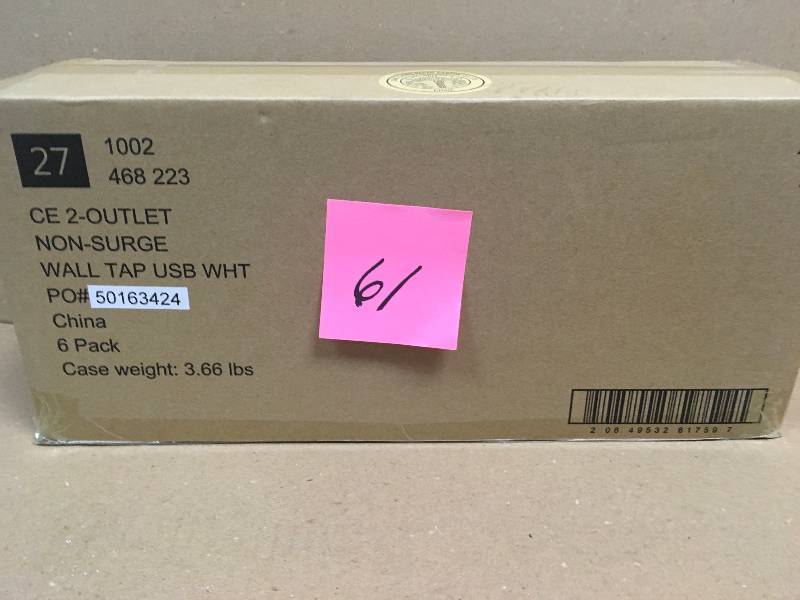 27
1002
468 223
CE 2-OUTLET
NON-SURGE
WALL TAP USB WHT
PO# 50163424
China
6 Pack
Case weight: 3.66 lbs
61
2 06 49532 61759 7